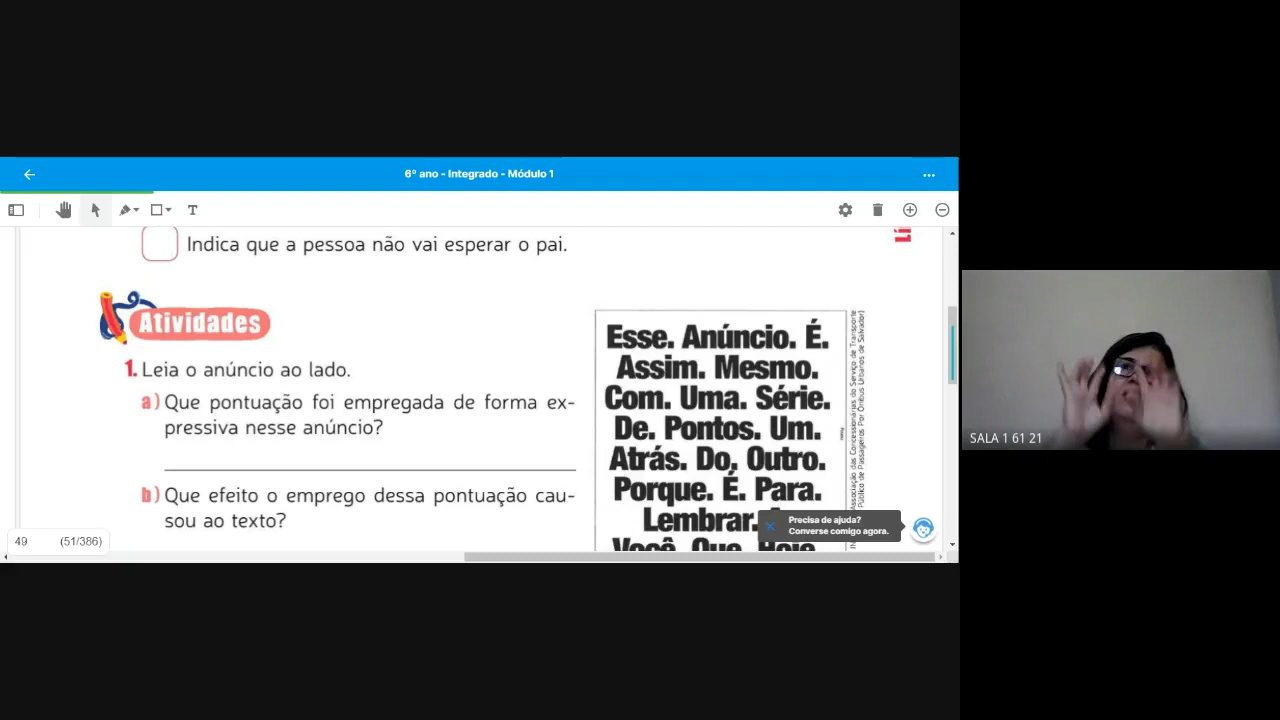 6º ano - Integrado - Módulo 1
Indica que a pessoa não vai esperar o pai.
Atividades
1. Leia o anúncio ao lado.
a) Que pontuação foi empregada de forma ex-
pressiva nesse anúncio?
b) Que efeito o emprego dessa pontuação cau-
sou ao texto?
Esse. Anúncio. É.
Assim. Mesmo.
Com. Uma. Série.
De. Pontos. Um.
Atrás. Do. Outro.
Porque. É. Para.
Lembrar.
Você. Que. Hoje.
Associação das Concessionárias do Serviço de Transporte
Público de Passageiros Por Ônibus Urbanos de Salvador)
Precisa de ajuda?
Converse comigo agora.
49 (51/386)
SALA 1 61 21